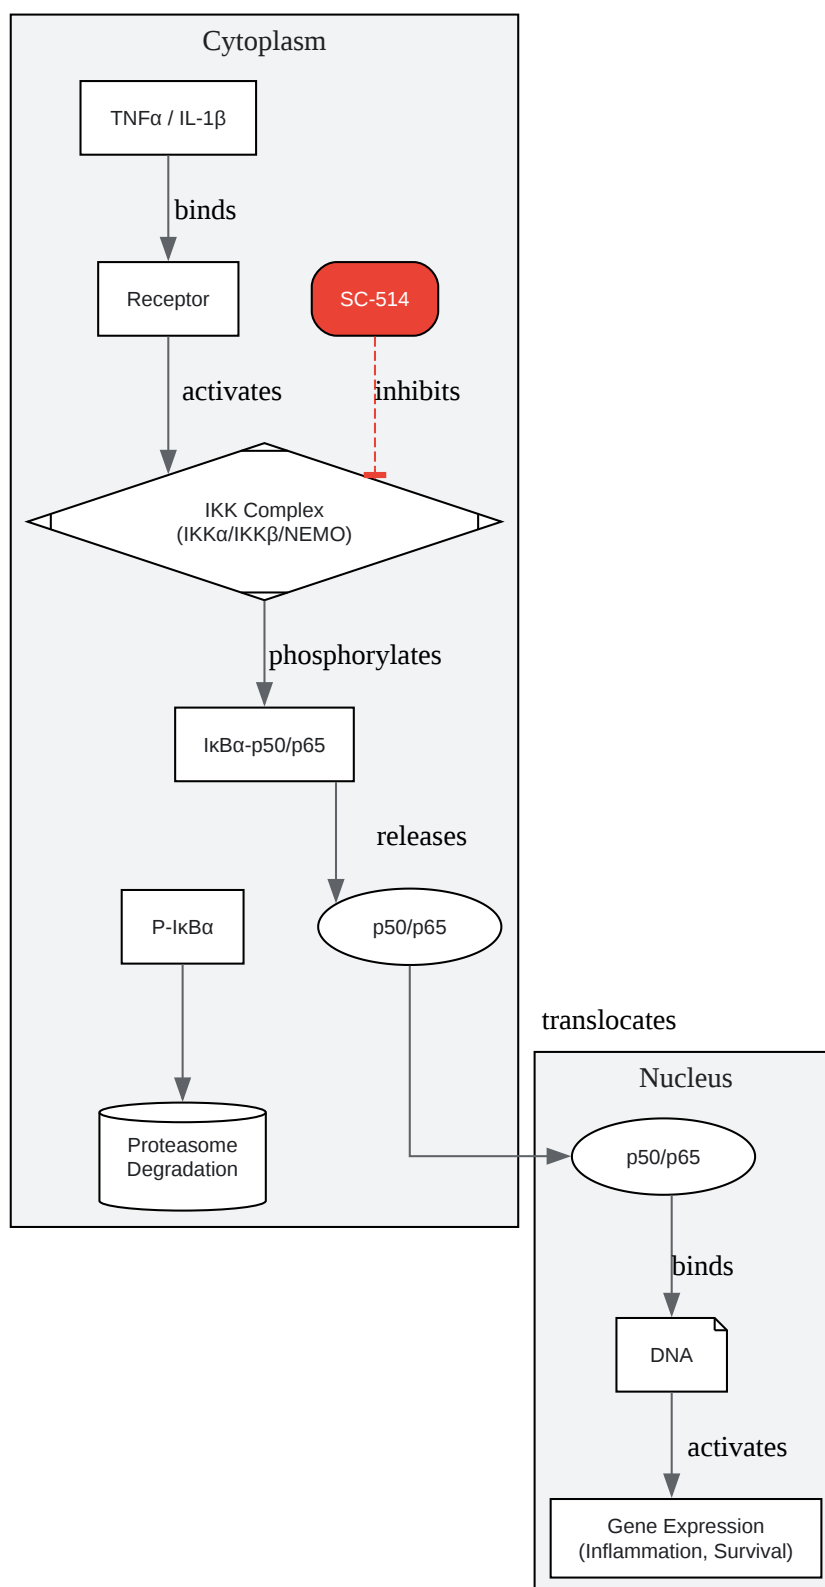 Cytoplasm
TNFα / IL-1β
binds
Receptor
SC-514
activates
inhibits
IKK Complex
(IKKα/IKKβ/NEMO)
phosphorylates
IκBα-p50/p65
releases
P-IκBα
p50/p65
translocates
Nucleus
Proteasome
Degradation
p50/p65
binds
DNA
activates
Gene Expression
(Inflammation, Survival)